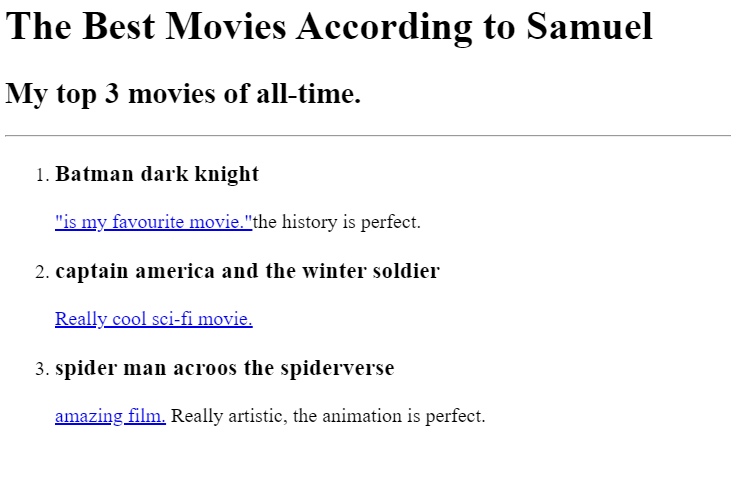 The Best Movies According to Samuel
My top 3 movies of all-time.
1. Batman dark knight
"is my favourite movie."the history is perfect.
2. captain america and the winter soldier
Really cool sci-fi movie.
3. spider man acroos the spiderverse
amazing film. Really artistic, the animation is perfect.